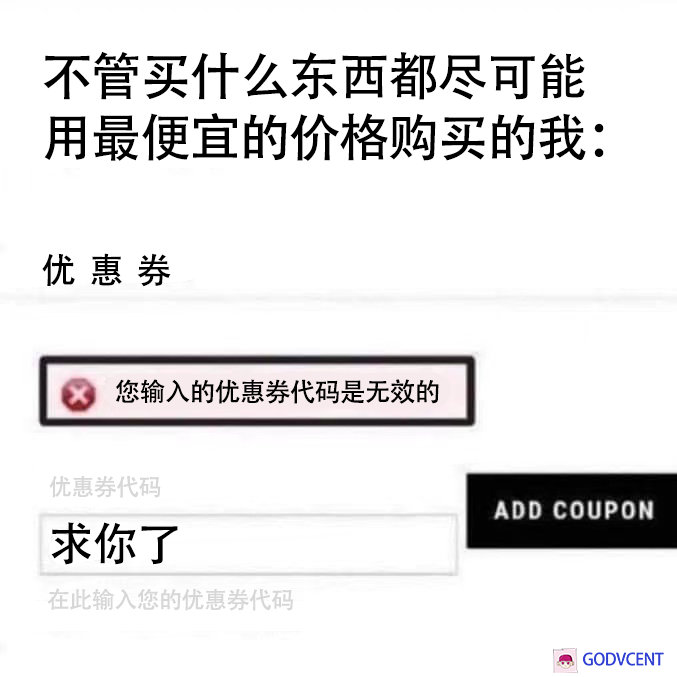 不管买什么东西都尽可能
用最便宜的价格购买的我：
优惠券
您输入的优惠券代码是无效的
优惠券代码
ADD COUPON
求你了
在此输入您的优惠券代码
GODVCENT